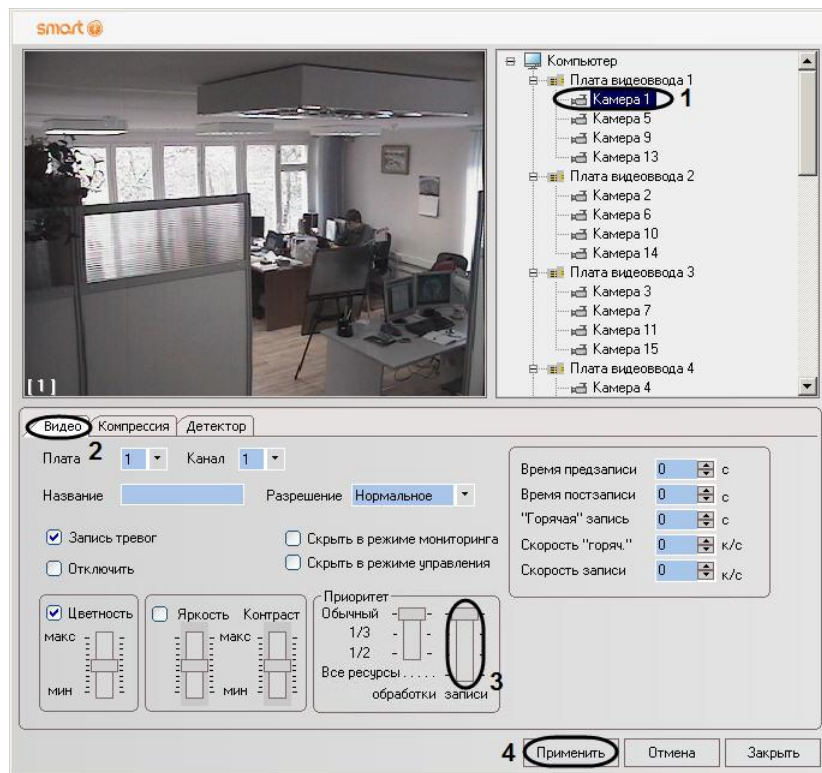 smart
Компьютер
Плата видеоввода 1
Камера 1
1
Камера 5
Камера 9
Камера 13
Плата видеоввода 2
Камера 2
Камера 6
Камера 10
Камера 14
Плата видеоввода 3
Камера 3
Камера 7
Камера 11
Камера 15
Плата видеоввода 4
Камера 4
[1]
Видео Компрессия Детектор
2
Плата 1 Канал 1
Название Разрешение Нормальное
Запись тревог
Отключить
Скрыть в режиме мониторинга
Скрыть в режиме управления
Время предзаписи 0 с
Время постзаписи 0 с
"Горячая" запись 0 с
Скорость "горяч." 0 к/с
Скорость записи 0 к/с
Цветность
макс
мин
Яркость Контраст
макс
мин
Приоритет
Обычный
1/3
1/2
Все ресурсы.....
обработки записи
3
4
Применить Отмена Закрыть